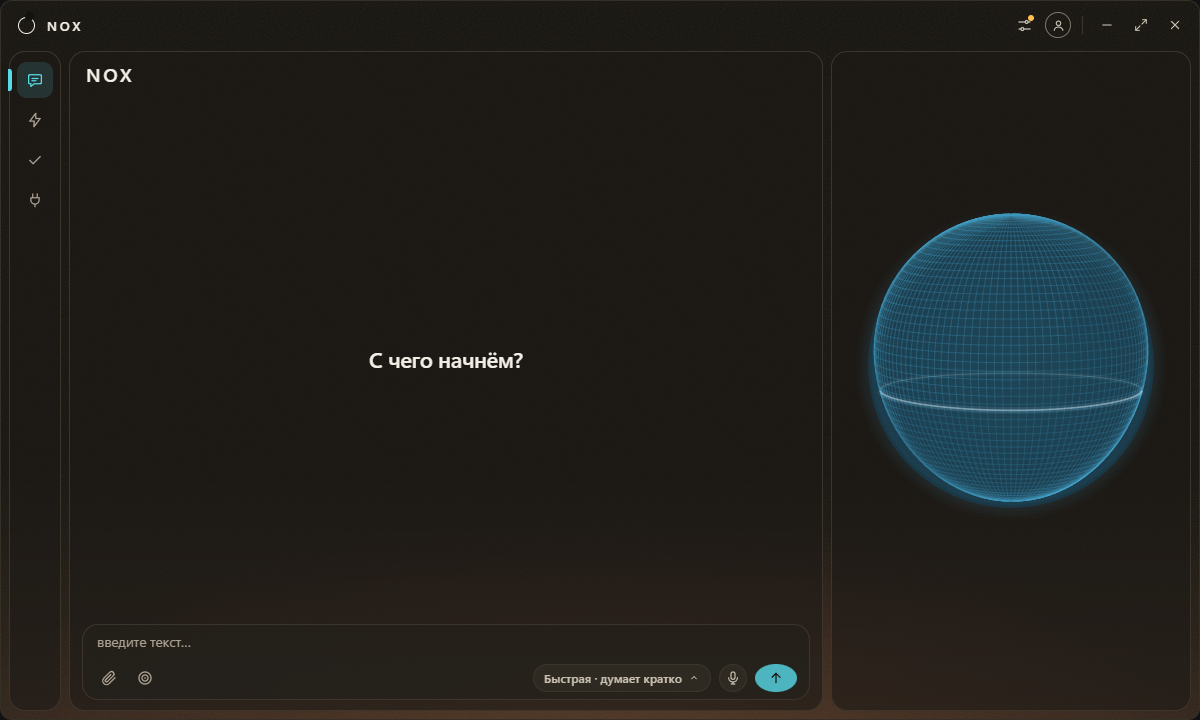 NOX
NOX
С чего начнём?
введите текст...
Быстрая · думает кратко